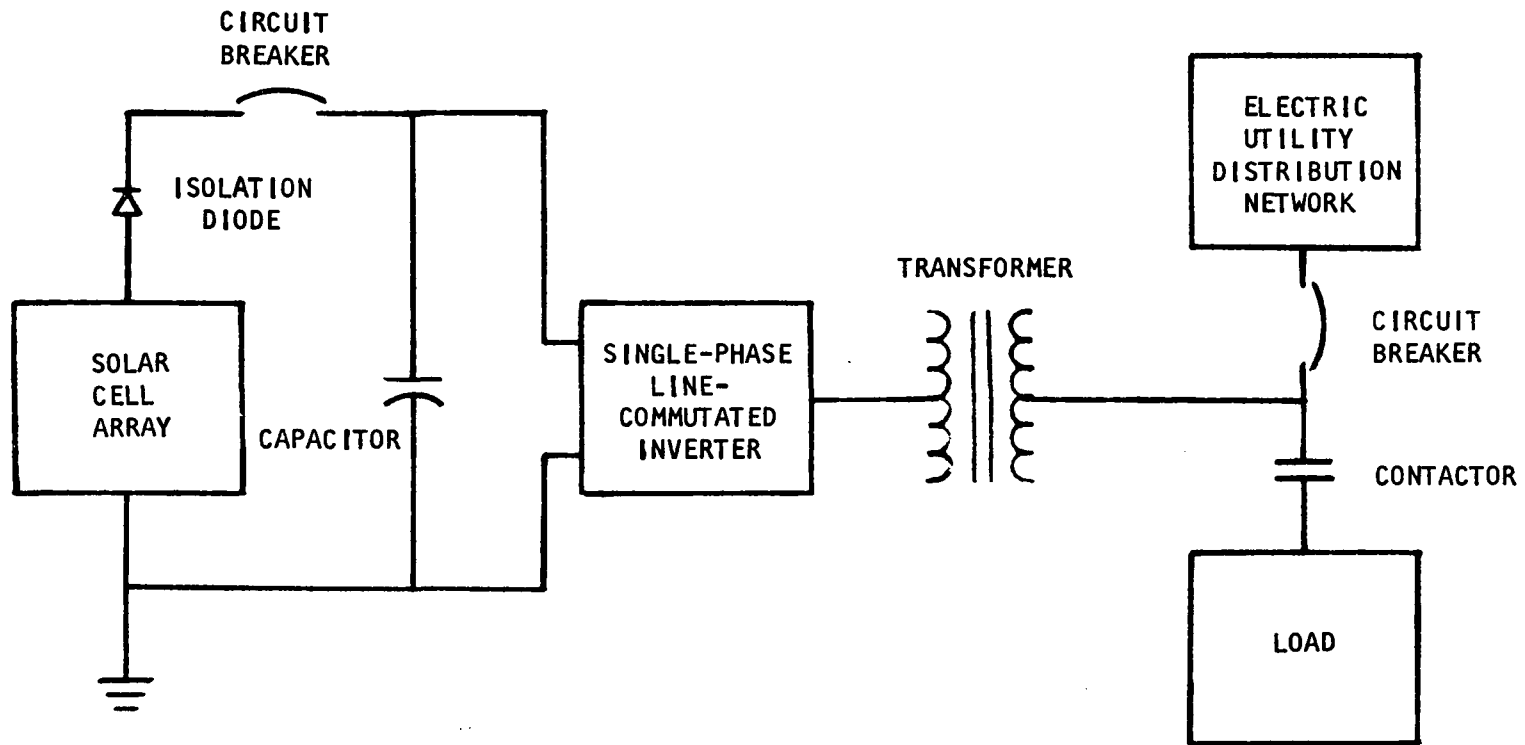 CIRCUIT
BREAKER
ISOLATION
DIODE
SOLAR
CELL
ARRAY
CAPACITOR
SINGLE-PHASE
LINE-
COMMUTATED
INVERTER
TRANSFORMER
ELECTRIC
UTILITY
DISTRIBUTION
NETWORK
CIRCUIT
BREAKER
CONTACTOR
LOAD